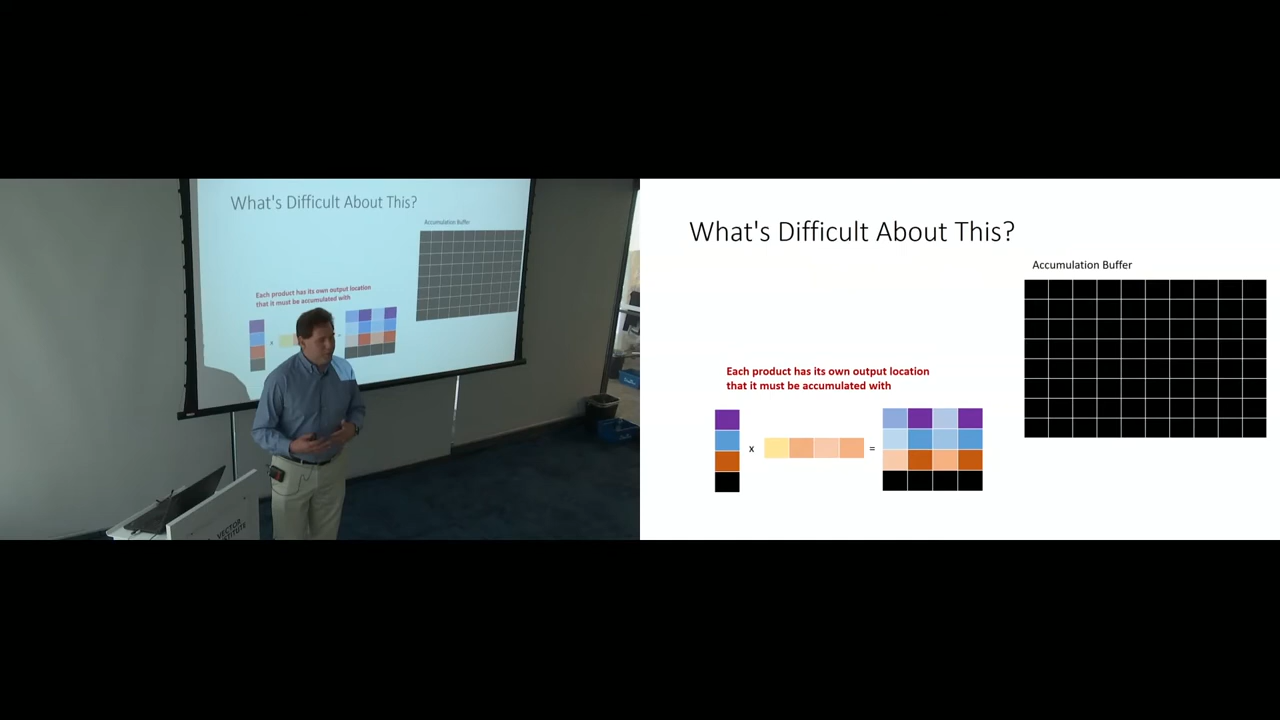 What's Difficult About This?
Accumulation Buffer
Each product has its own output location
that it must be accumulated with
x
VECTOR
What's Difficult About This?
Accumulation Buffer
Each product has its own output location
that it must be accumulated with
x
=